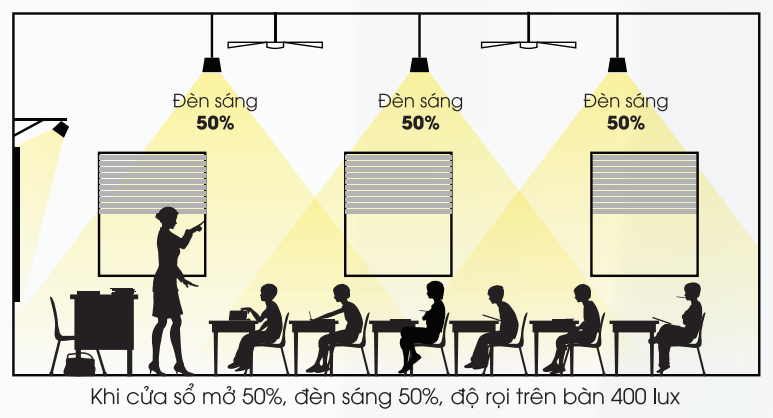 Đèn sáng
50%
Đèn sáng
50%
Đèn sáng
50%
Khi cửa sổ mở 50%, đèn sáng 50%, độ rọi trên bàn 400 lux